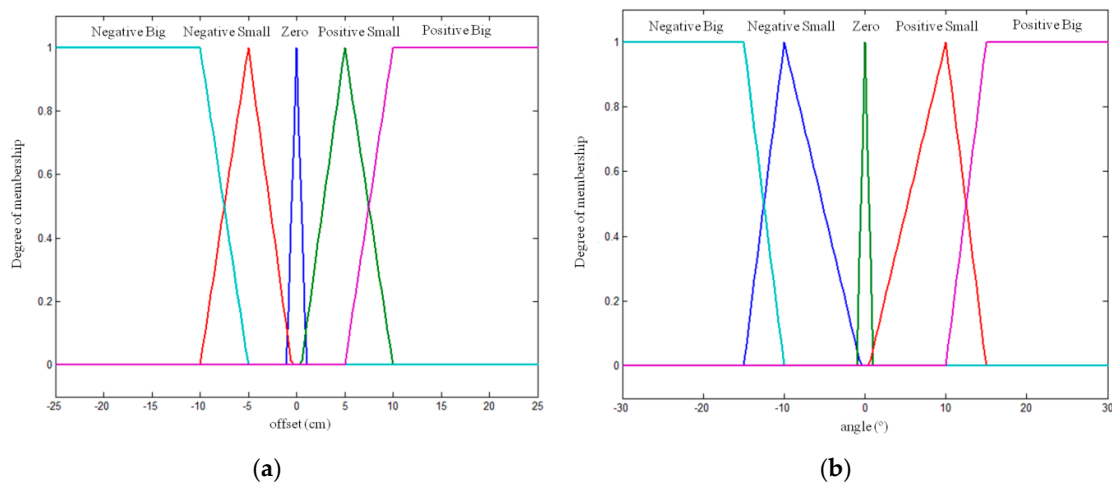 Negative Big Negative Small Zero Positive Small Positive Big
1
0.8
0.6
0.4
0.2
0
Degree of membership
-25 -20 -15 -10 -5 0 5 10 15 20 25
offset (cm)
(a)
Negative Big Negative Small Zero Positive Small Positive Big
1
0.8
0.6
0.4
0.2
0
Degree of membership
-30 -20 -10 0 10 20 30
angle (°)
(b)